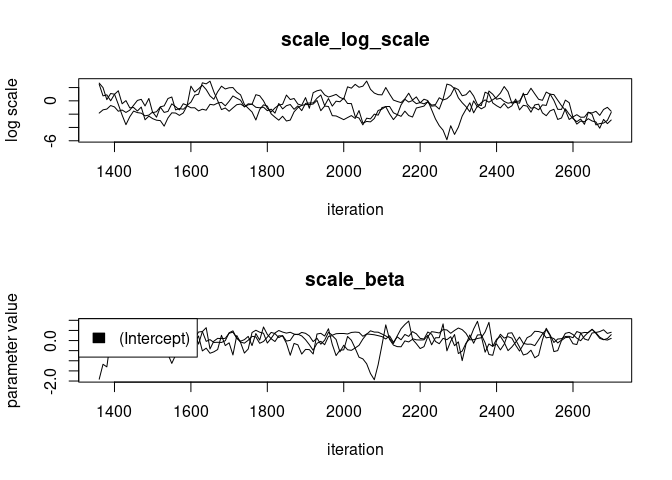 scale_log_scale
log scale
0
-6
1400 1600 1800 2000 2200 2400 2600
iteration
scale_beta
parameter value
0.0
-2.0
(Intercept)
1400 1600 1800 2000 2200 2400 2600
iteration